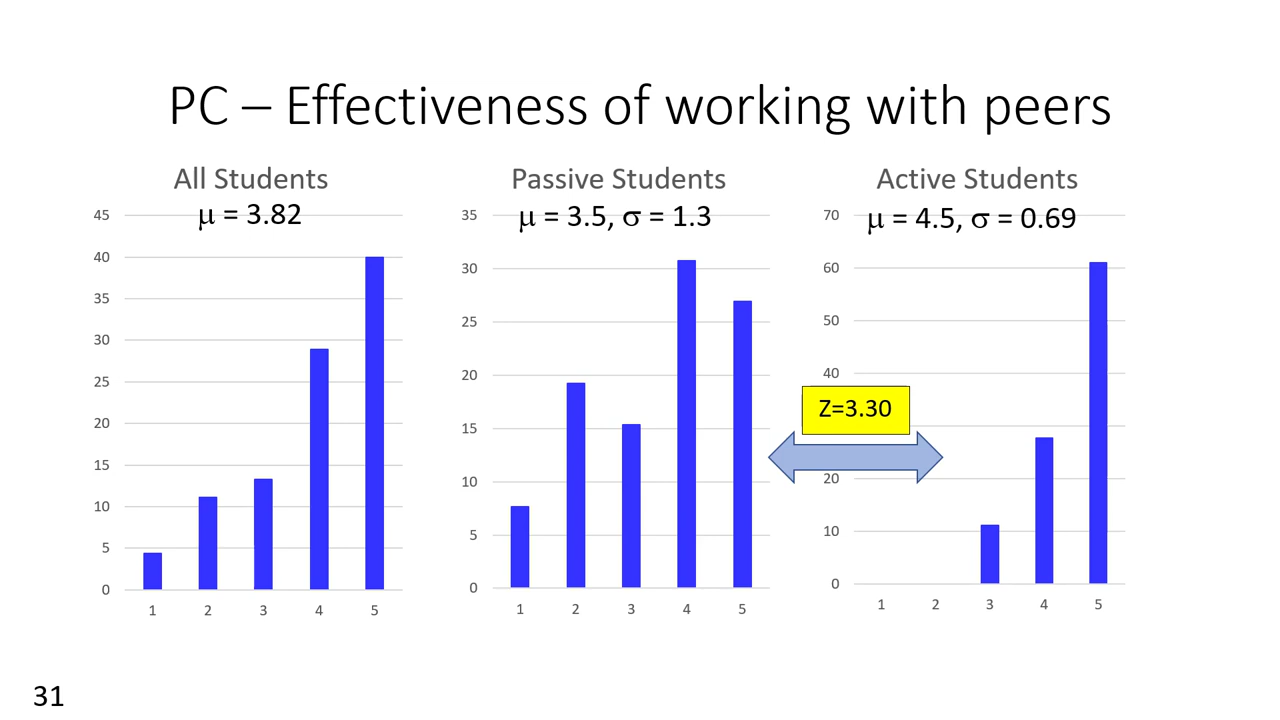 PC – Effectiveness of working with peers
All Students
μ = 3.82
45
40
35
30
25
20
15
10
5
0
1 2 3 4 5
Passive Students
μ = 3.5, σ = 1.3
35
30
25
20
15
10
5
0
1 2 3 4 5
Active Students
μ = 4.5, σ = 0.69
70
60
50
40
20
10
0
1 2 3 4 5
Z=3.30
31